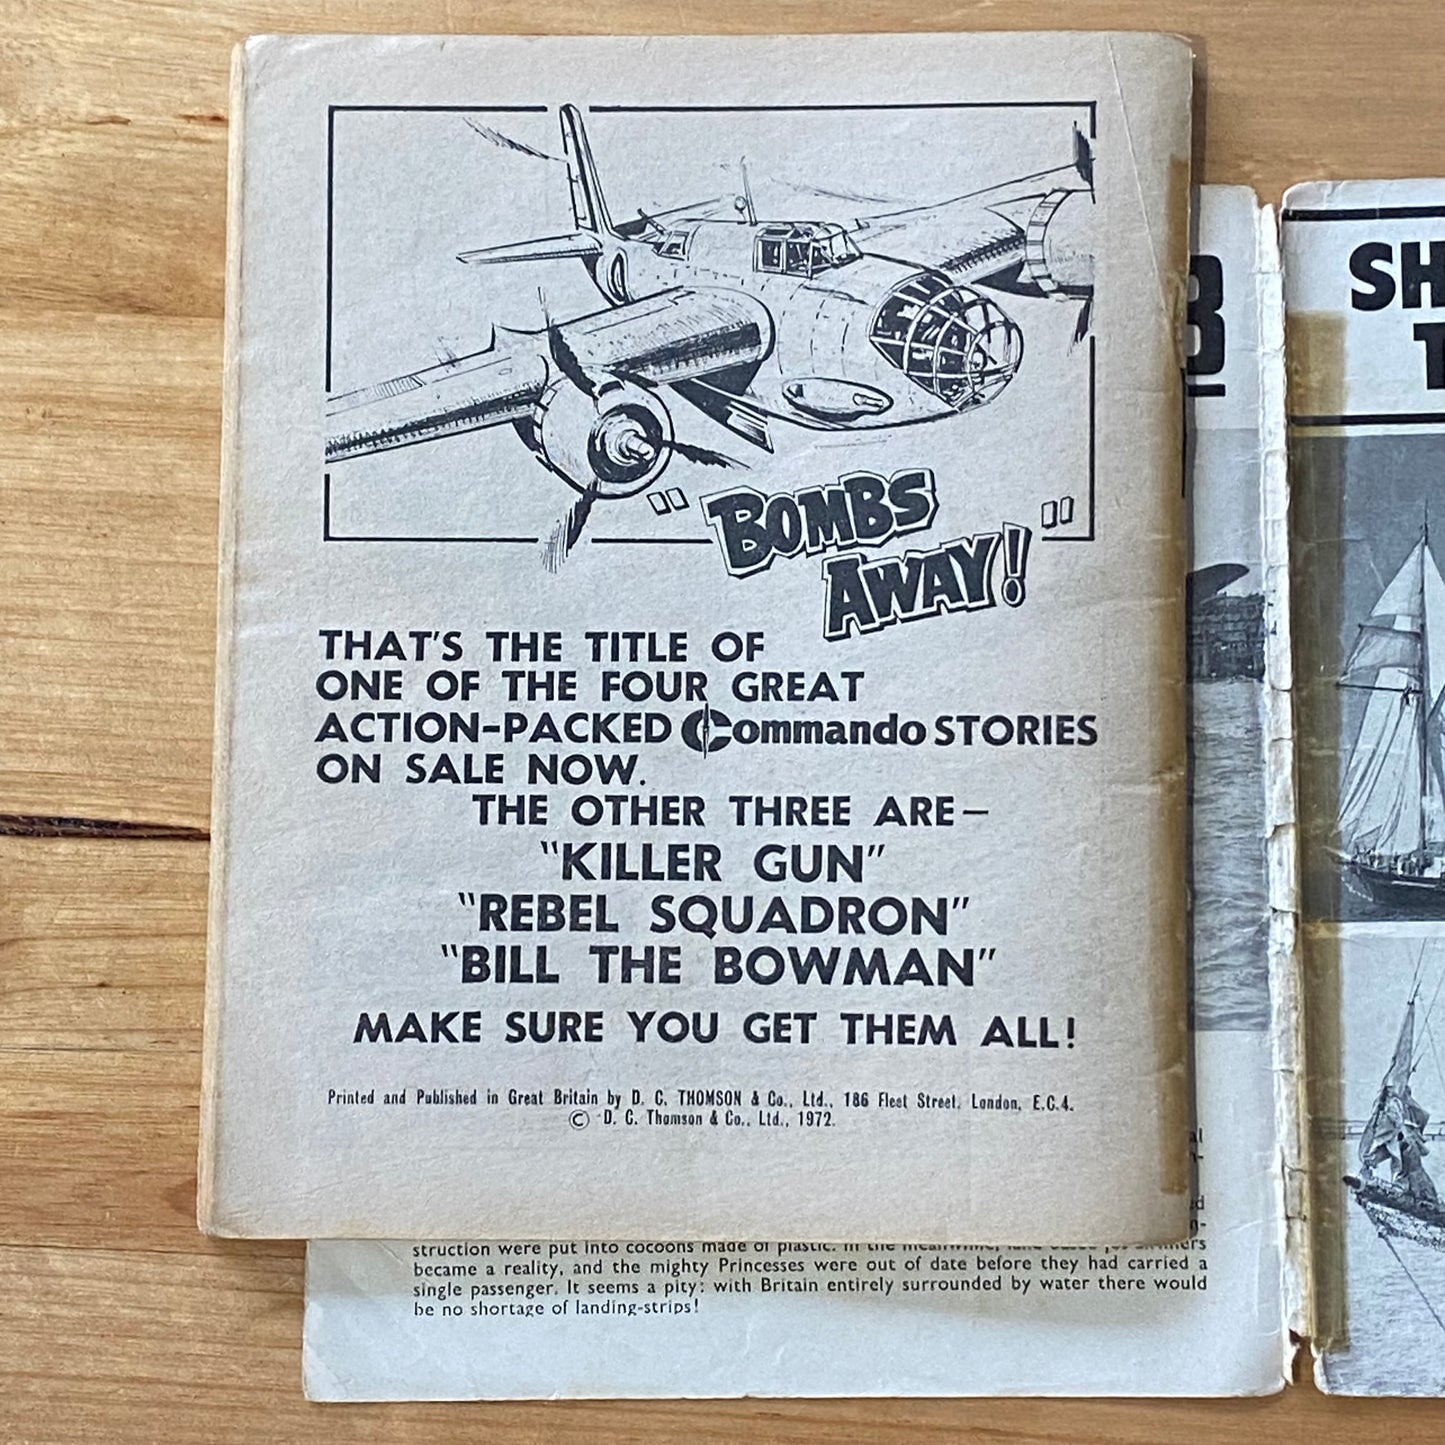 "BOMBS
AWAY!"
THAT'S THE TITLE OF
ONE OF THE FOUR GREAT
ACTION-PACKED Commando STORIES
ON SALE NOW.
THE OTHER THREE ARE—
"KILLER GUN"
"REBEL SQUADRON"
"BILL THE BOWMAN"
MAKE SURE YOU GET THEM ALL!
Printed and Published in Great Britain by D. C. THOMSON & Co., Ltd., 186 Fleet Street, London, E.C.4.
© D. C. Thomson & Co., Ltd., 1972.
struction were put into cocoons made of plastic. In the meanwhile,
became a reality, and the mighty Princesses were out of date before they had carried a
single passenger. It seems a pity; with Britain entirely surrounded by water there would
be no shortage of landing-strips!
SH
T